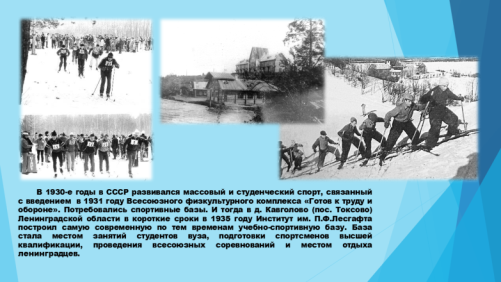 В 1930-е годы в СССР развивался массовый и студенческий спорт, связанный
с введением в 1931 году Всесоюзного физкультурного комплекса «Готов к труду и
обороне». Потребовались спортивные базы. И тогда в д. Кавголово (пос. Токсово)
Ленинградской области в короткие сроки в 1935 году Институт им. П.Ф.Лесгафта
построил самую современную по тем временам учебно-спортивную базу. База
стала местом занятий студентов вуза, подготовки спортсменов высшей
квалификации, проведения всесоюзных соревнований и местом отдыха
ленинградцев.